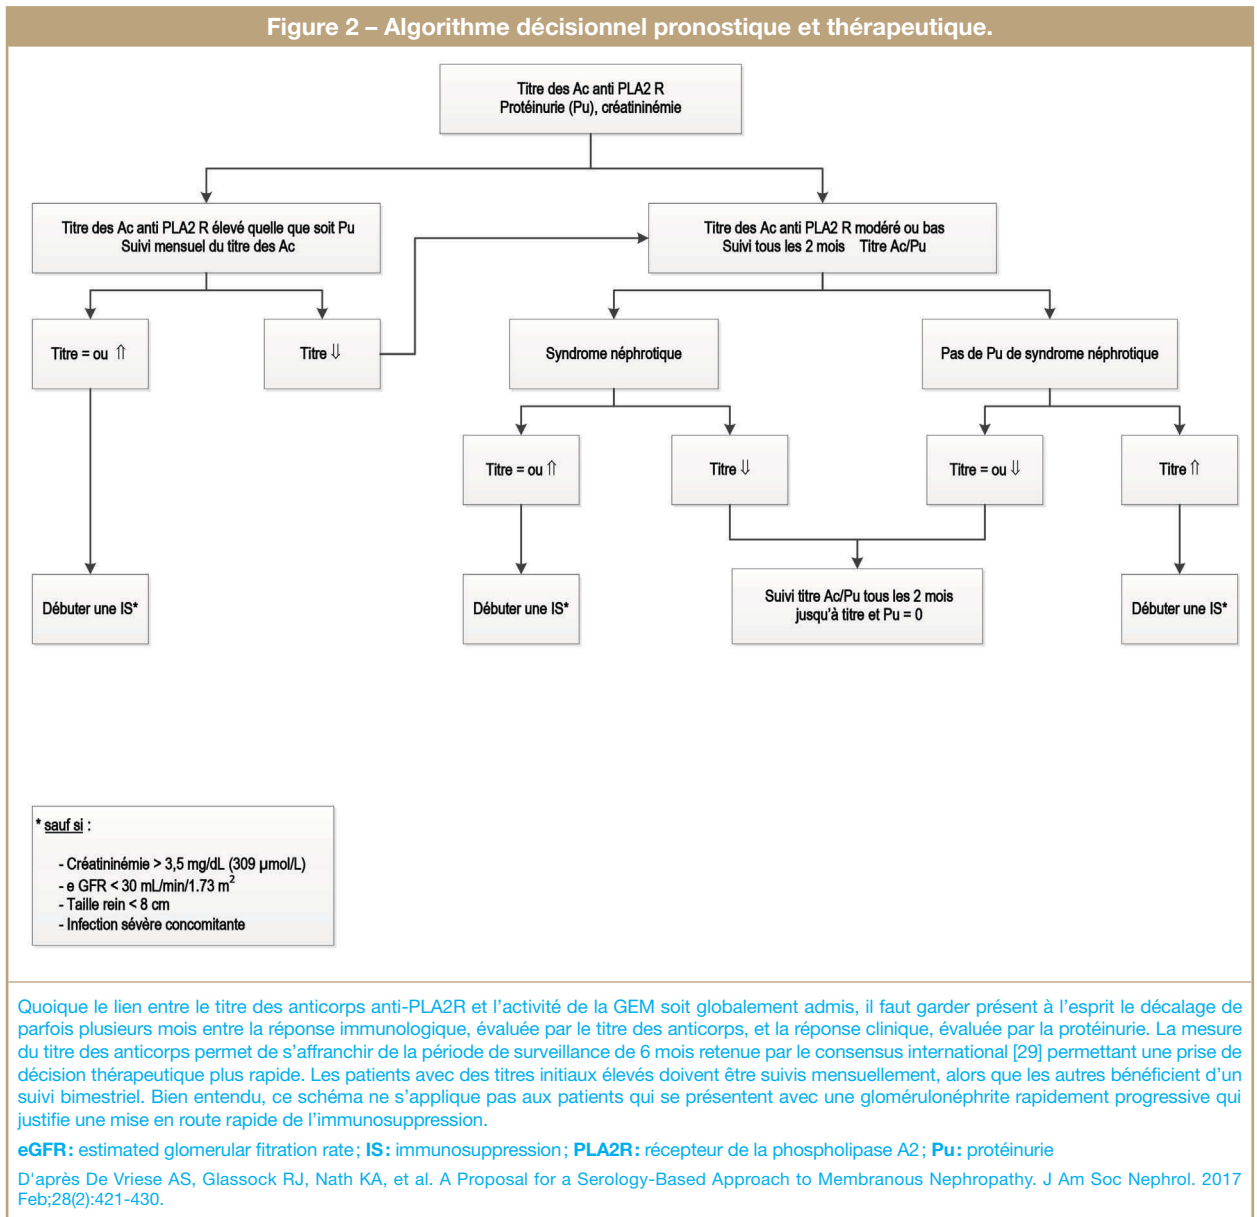 Figure 2 – Algorithme décisionnel pronostique et thérapeutique.
Titre des Ac anti PLA2 R
Protéinurie (Pu), créatininémie
Titre des Ac anti PLA2 R élevé quelle que soit Pu
Suivi mensuel du titre des Ac
Titre des Ac anti PLA2 R modéré ou bas
Suivi tous les 2 mois Titre Ac/Pu
Titre = ou ⇑
Titre ⇓
Syndrome néphrotique
Pas de Pu de syndrome néphrotique
Titre = ou ⇑
Titre ⇓
Titre = ou ⇓
Titre ⇑
Débuter une IS*
Débuter une IS*
Suivi titre Ac/Pu tous les 2 mois
jusqu'à titre et Pu = 0
Débuter une IS*
* sauf si :
- Créatininémie > 3,5 mg/dL (309 µmol/L)
- e GFR < 30 mL/min/1.73 m²
- Taille rein < 8 cm
- Infection sévère concomitante
Quoique le lien entre le titre des anticorps anti-PLA2R et l'activité de la GEM soit globalement admis, il faut garder présent à l'esprit le décalage de
parfois plusieurs mois entre la réponse immunologique, évaluée par le titre des anticorps, et la réponse clinique, évaluée par la protéinurie. La mesure
du titre des anticorps permet de s'affranchir de la période de surveillance de 6 mois retenue par le consensus international [29] permettant une prise de
décision thérapeutique plus rapide. Les patients avec des titres initiaux élevés doivent être suivis mensuellement, alors que les autres bénéficient d'un
suivi bimestriel. Bien entendu, ce schéma ne s'applique pas aux patients qui se présentent avec une glomérulonéphrite rapidement progressive qui
justifie une mise en route rapide de l'immunosuppression.
eGFR : estimated glomerular fitration rate ; IS : immunosuppression ; PLA2R : récepteur de la phospholipase A2 ; Pu : protéinurie
D'après De Vriese AS, Glassock RJ, Nath KA, et al. A Proposal for a Serology-Based Approach to Membranous Nephropathy. J Am Soc Nephrol. 2017
Feb;28(2):421-430.